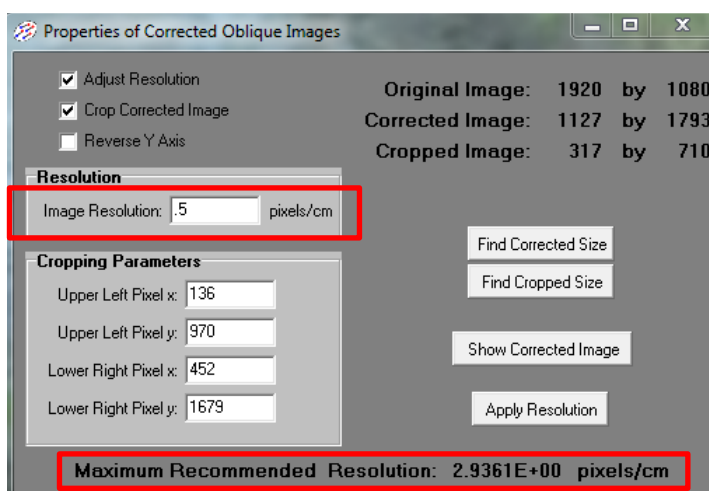 Properties of Corrected Oblique Images
Adjust Resolution
Crop Corrected Image
Reverse Y Axis
Original Image: 1920 by 1080
Corrected Image: 1127 by 1793
Cropped Image: 317 by 710
Resolution
Image Resolution: .5 pixels/cm
Cropping Parameters
Upper Left Pixel x: 136
Upper Left Pixel y: 970
Lower Right Pixel x: 452
Lower Right Pixel y: 1679
Find Corrected Size
Find Cropped Size
Show Corrected Image
Apply Resolution
Maximum Recommended Resolution: 2.9361E+00 pixels/cm